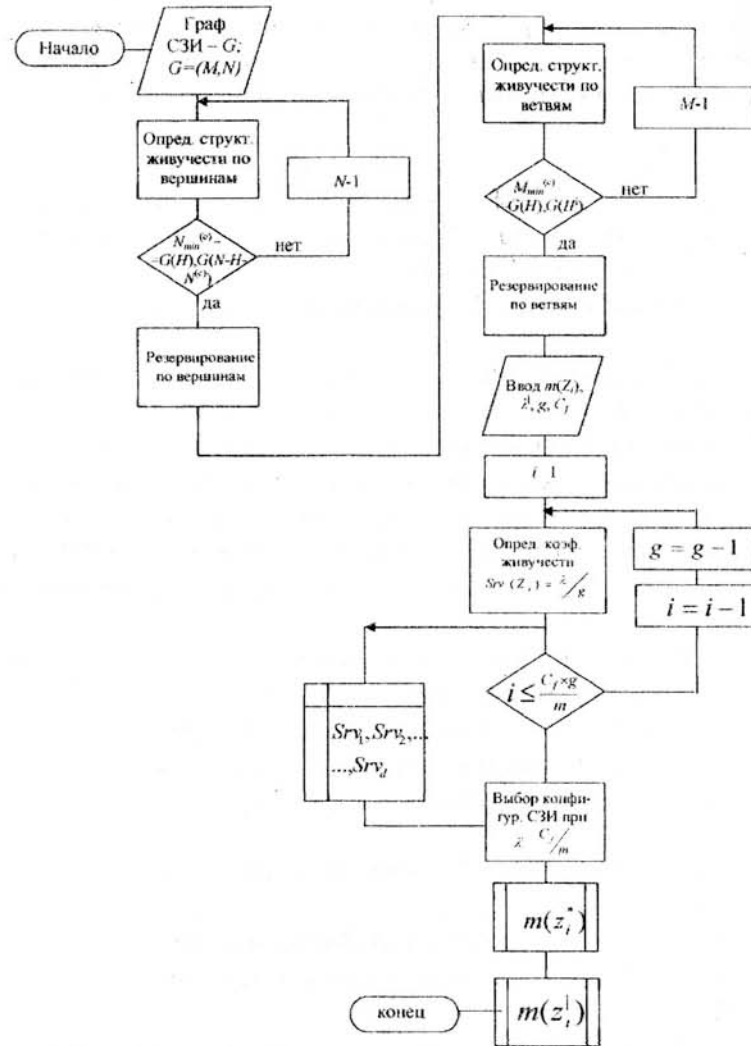 Начало
Граф
СЗИ – G;
G=(M,N)
Опред. структ.
живучести по
вершинам
N-1
нет
да
Резервирование
по вершинам
Опред. структ.
живучести по
ветвям
M-1
нет
да
Резервирование
по ветвям
Ввод m(Z_i),
g, C_f
Опред. коэф.
живучести
g = g – 1
i = i – 1
i ≤ C_f × g / m
Srv_1, Srv_2, ...
..., Srv_d
Выбор конфи-
гур. СЗИ при
C_f / m
m(z_i^*)
конец
m(z_i^|)